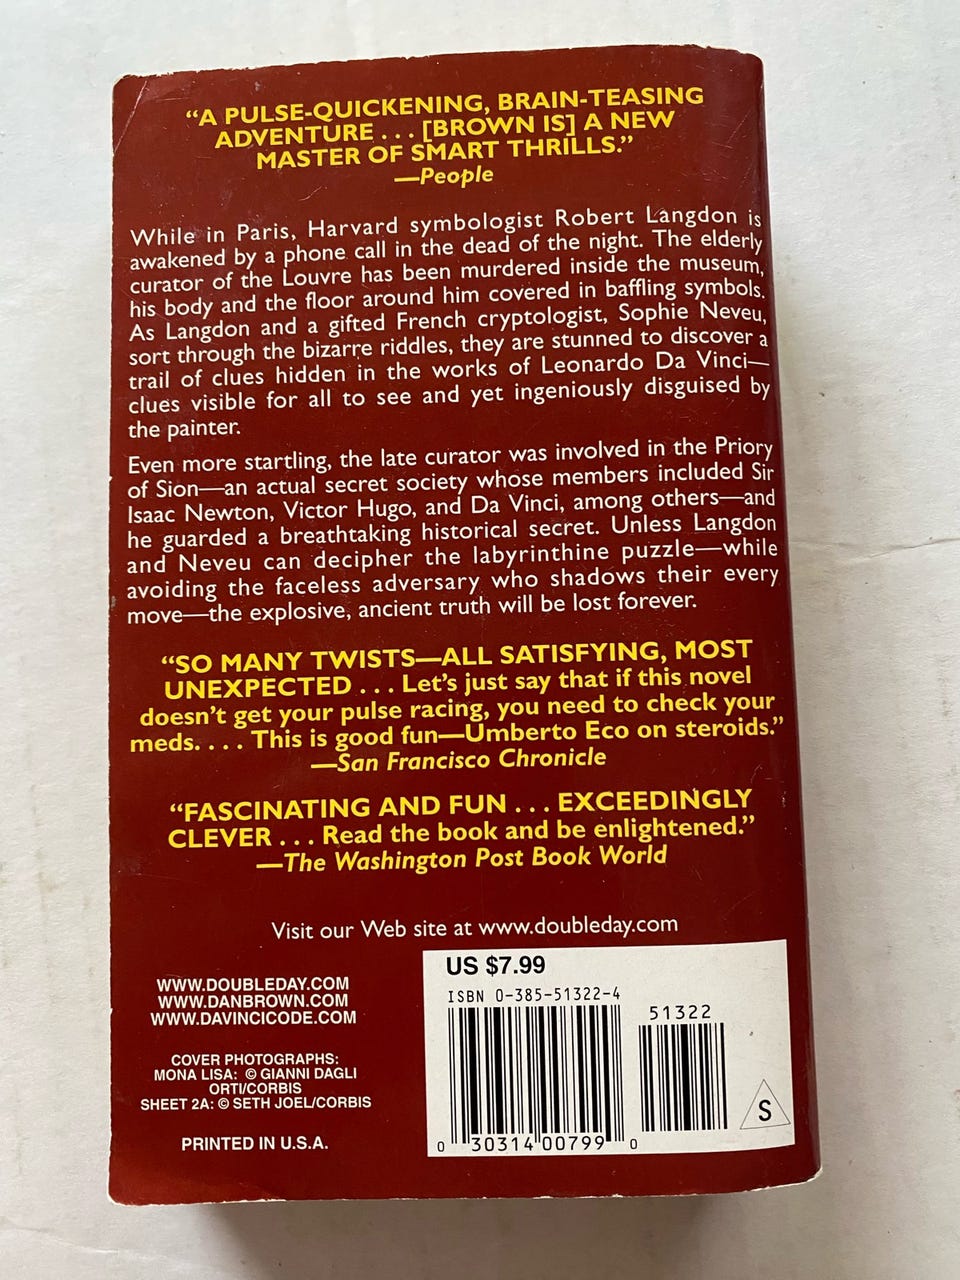 “A PULSE-QUICKENING, BRAIN-TEASING
ADVENTURE . . . [BROWN IS] A NEW
MASTER OF SMART THRILLS.”
—People
While in Paris, Harvard symbologist Robert Langdon is
awakened by a phone call in the dead of the night. The elderly
curator of the Louvre has been murdered inside the museum,
his body and the floor around him covered in baffling symbols.
As Langdon and a gifted French cryptologist, Sophie Neveu,
sort through the bizarre riddles, they are stunned to discover a
trail of clues hidden in the works of Leonardo Da Vinci—
clues visible for all to see and yet ingeniously disguised by
the painter.
Even more startling, the late curator was involved in the Priory
of Sion—an actual secret society whose members included Sir
Isaac Newton, Victor Hugo, and Da Vinci, among others—and
he guarded a breathtaking historical secret. Unless Langdon
and Neveu can decipher the labyrinthine puzzle—while
avoiding the faceless adversary who shadows their every
move—the explosive, ancient truth will be lost forever.
“SO MANY TWISTS—ALL SATISFYING, MOST
UNEXPECTED . . . Let’s just say that if this novel
doesn’t get your pulse racing, you need to check your
meds. . . . This is good fun—Umberto Eco on steroids.”
—San Francisco Chronicle
“FASCINATING AND FUN . . . EXCEEDINGLY
CLEVER . . . Read the book and be enlightened.”
—The Washington Post Book World
Visit our Web site at www.doubleday.com
WWW.DOUBLEDAY.COM
WWW.DANBROWN.COM
WWW.DAVINCICODE.COM
COVER PHOTOGRAPHS:
MONA LISA: © GIANNI DAGLI
ORTI/CORBIS
SHEET 2A: © SETH JOEL/CORBIS
PRINTED IN U.S.A.
US $7.99
ISBN 0-385-51322-4
51322
0 30314 00799 0
S